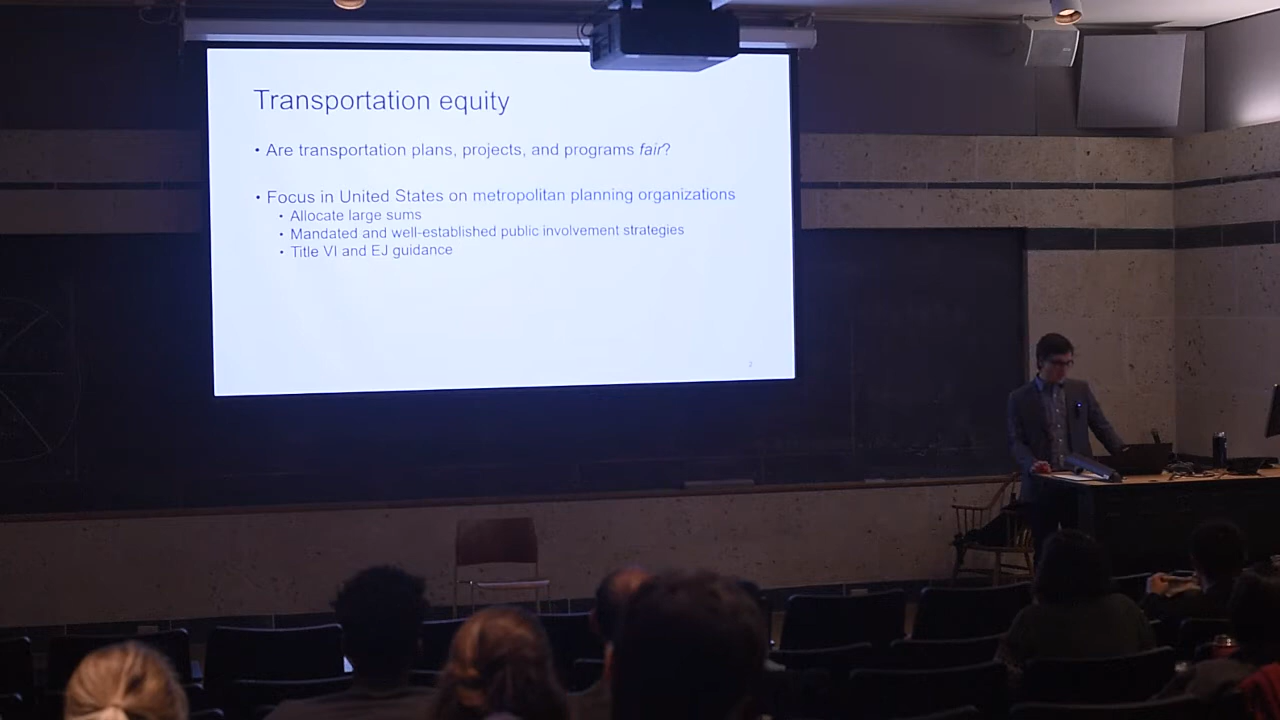 Transportation equity
• Are transportation plans, projects, and programs fair?
• Focus in United States on metropolitan planning organizations
• Allocate large sums
• Mandated and well-established public involvement strategies
• Title VI and EJ guidance